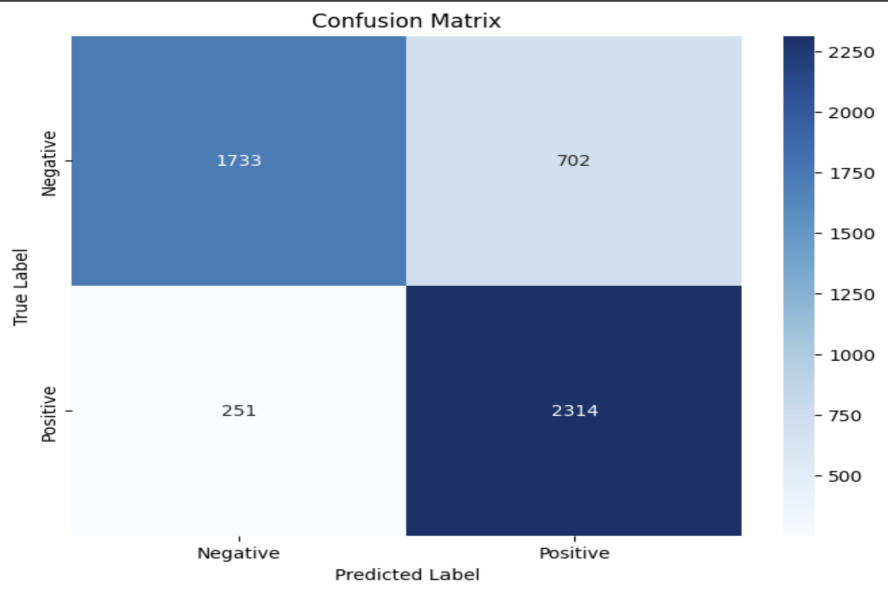 Confusion Matrix
True Label
Negative
Positive
1733
702
251
2314
Negative
Positive
Predicted Label
2250
2000
1750
1500
1250
1000
750
500